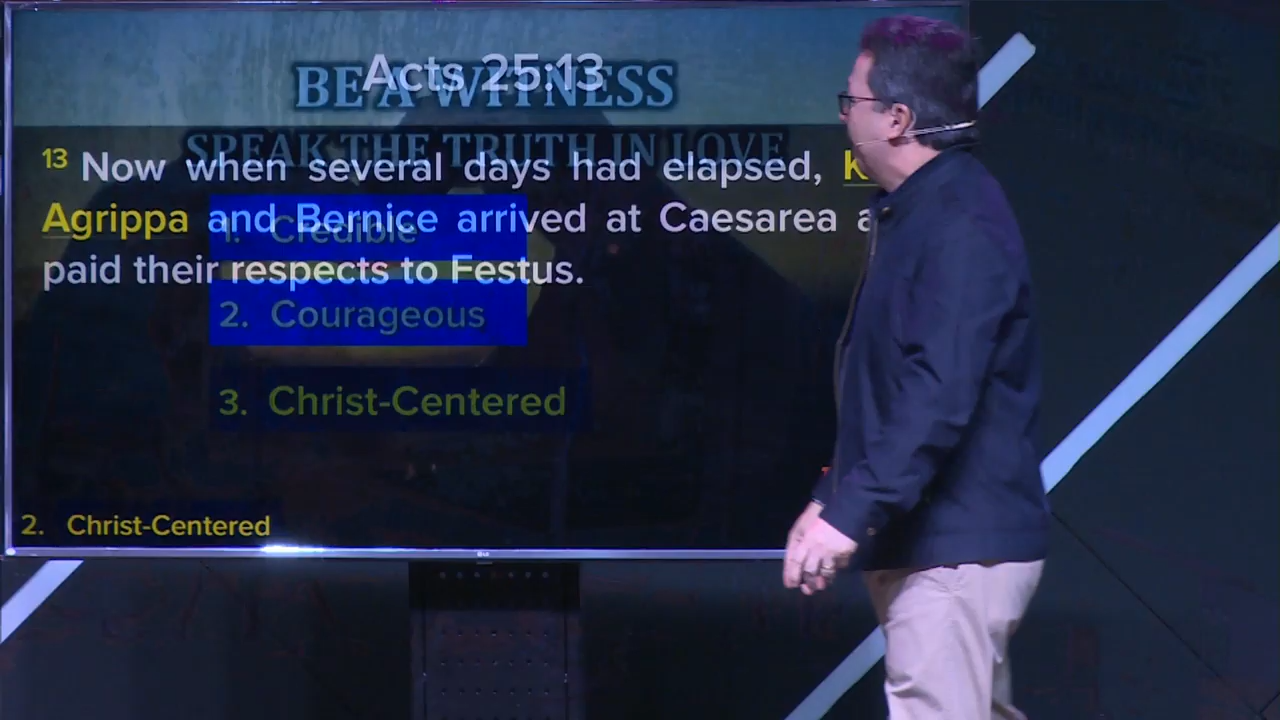 Acts 25:13
BE A WITNESS
SPEAK THE TRUTH IN LOVE
13 Now when several days had elapsed,
Agrippa and Bernice arrived at Caesarea
paid their respects to Festus.
1. Credible
2. Courageous
3. Christ-Centered
2. Christ-Centered
LG